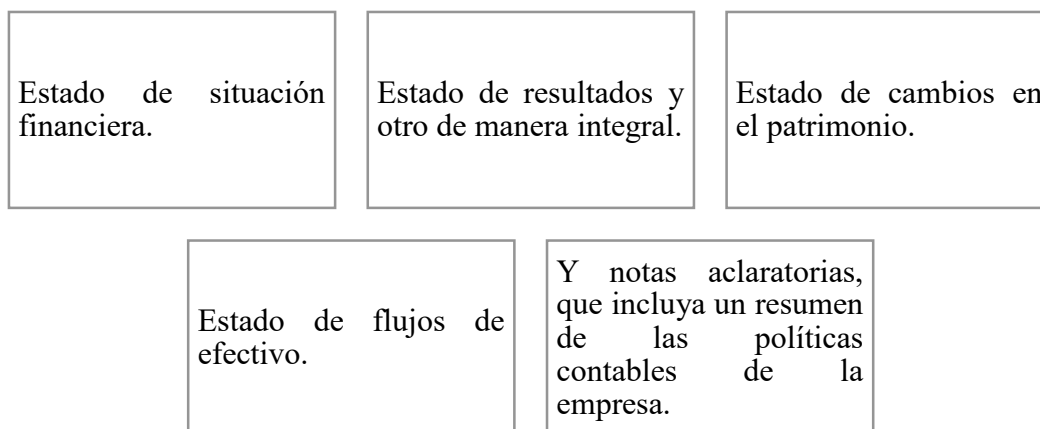 Estado de situación
financiera.
Estado de resultados y
otro de manera integral.
Estado de cambios en
el patrimonio.
Estado de flujos de
efectivo.
Y notas aclaratorias,
que incluya un resumen
de las políticas
contables de la
empresa.